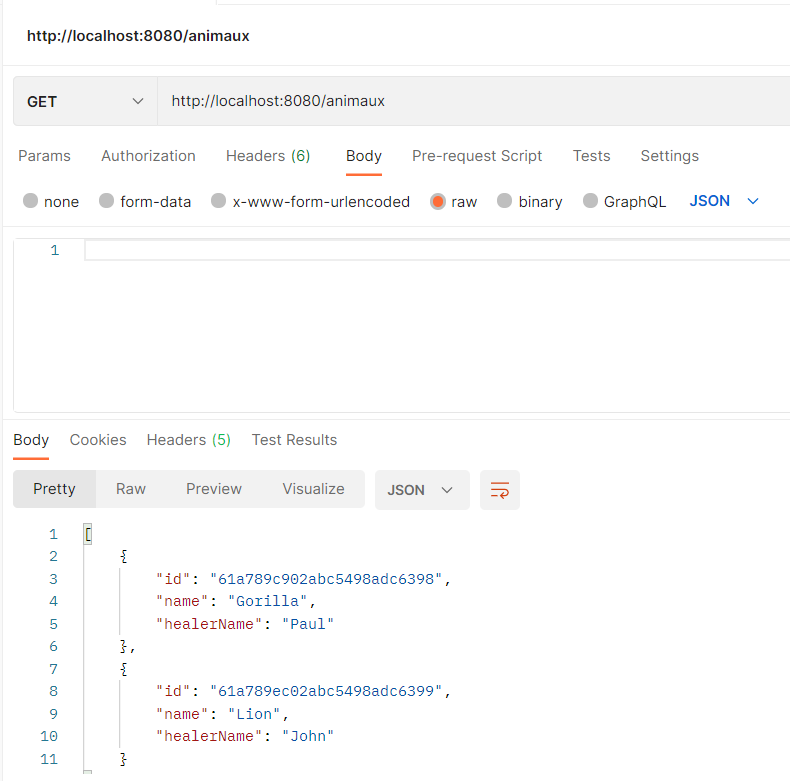 http://localhost:8080/animaux
GET http://localhost:8080/animaux
Params Authorization Headers (6) Body Pre-request Script Tests Settings
none form-data x-www-form-urlencoded raw binary GraphQL JSON
1
Body Cookies Headers (5) Test Results
Pretty Raw Preview Visualize JSON
1 [
2 {
3 "id": "61a789c902abc5498adc6398",
4 "name": "Gorilla",
5 "healerName": "Paul"
6 },
7 {
8 "id": "61a789ec02abc5498adc6399",
9 "name": "Lion",
10 "healerName": "John"
11 }